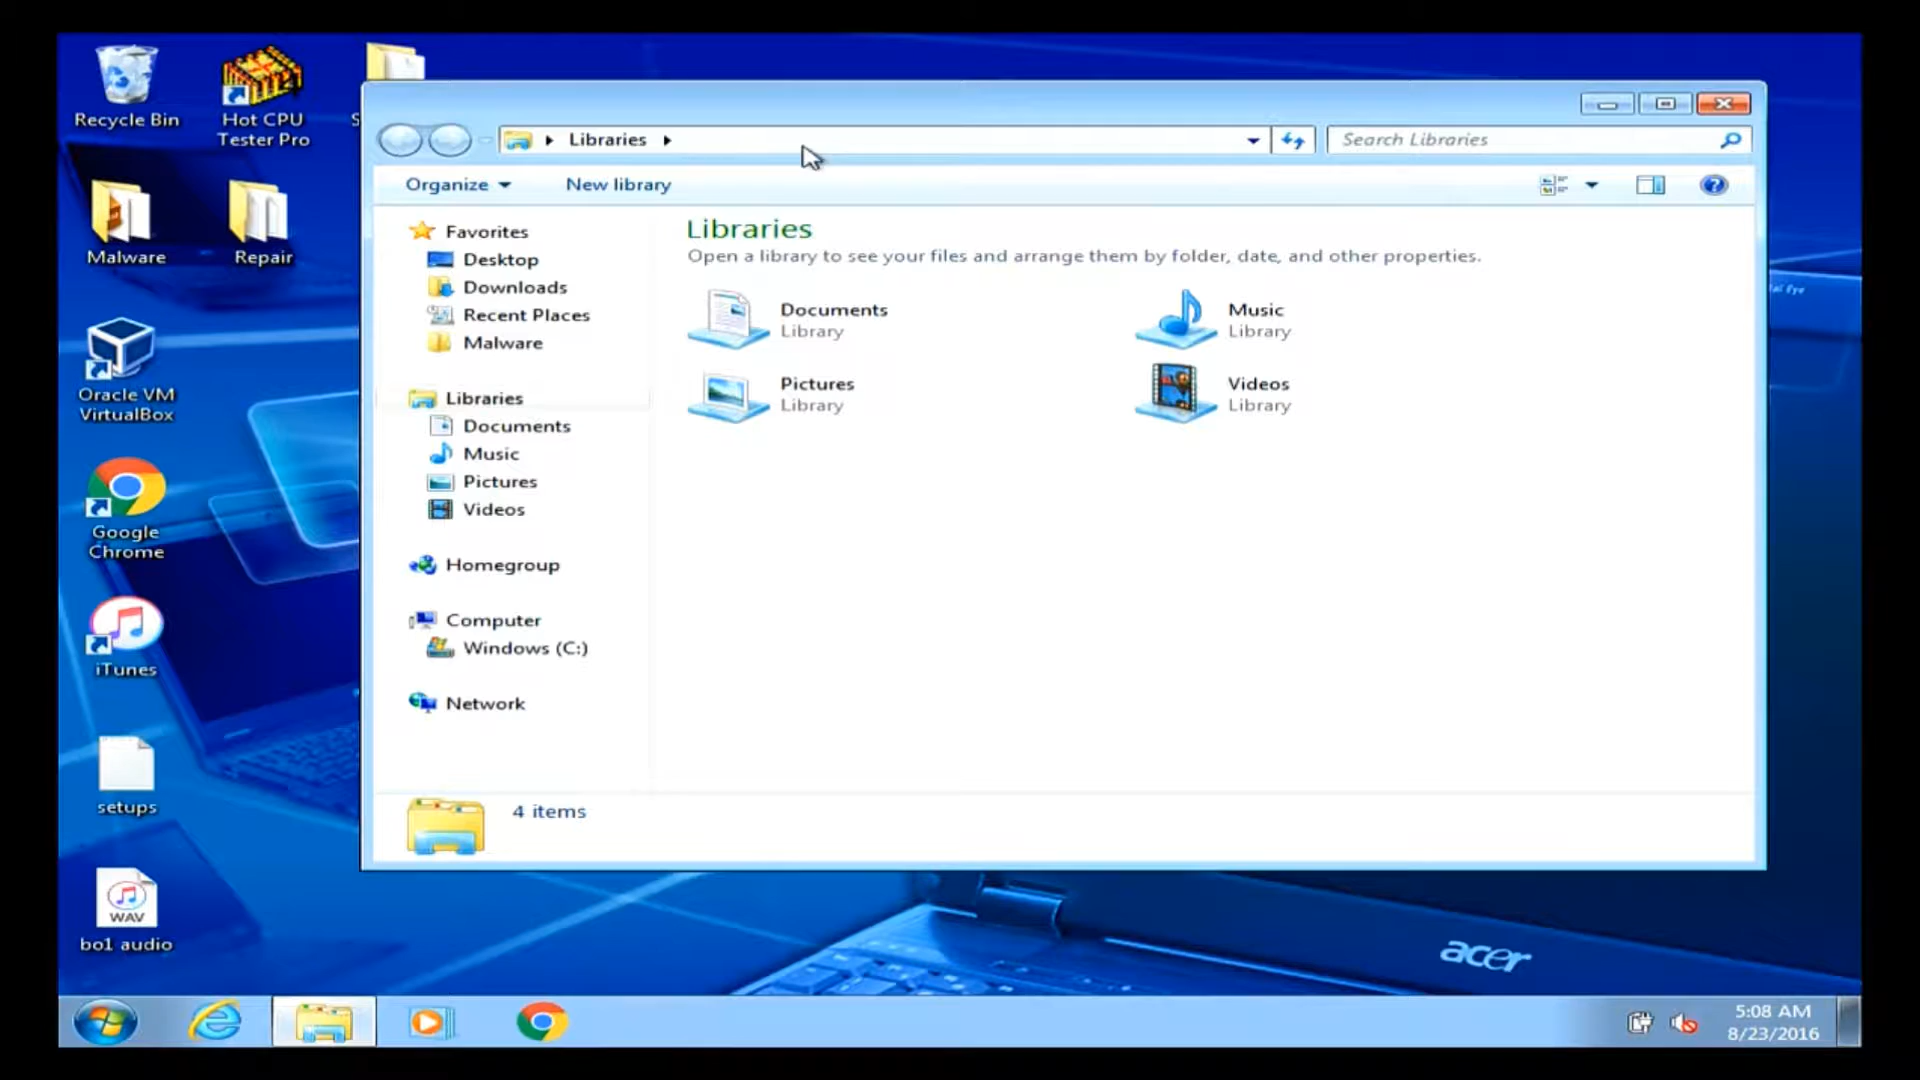 Recycle Bin
Hot CPU
Tester Pro
S
Malware
Repair
Oracle VM
VirtualBox
Google
Chrome
iTunes
setups
WAV
bo1 audio
Libraries
Search Libraries
Organize
New library
Favorites
Desktop
Downloads
Recent Places
Malware
Libraries
Documents
Music
Pictures
Videos
Homegroup
Computer
Windows (C:)
Network
Libraries
Open a library to see your files and arrange them by folder, date, and other properties.
Documents
Library
Music
Library
Pictures
Library
Videos
Library
4 items
acer
5:08 AM
8/23/2016